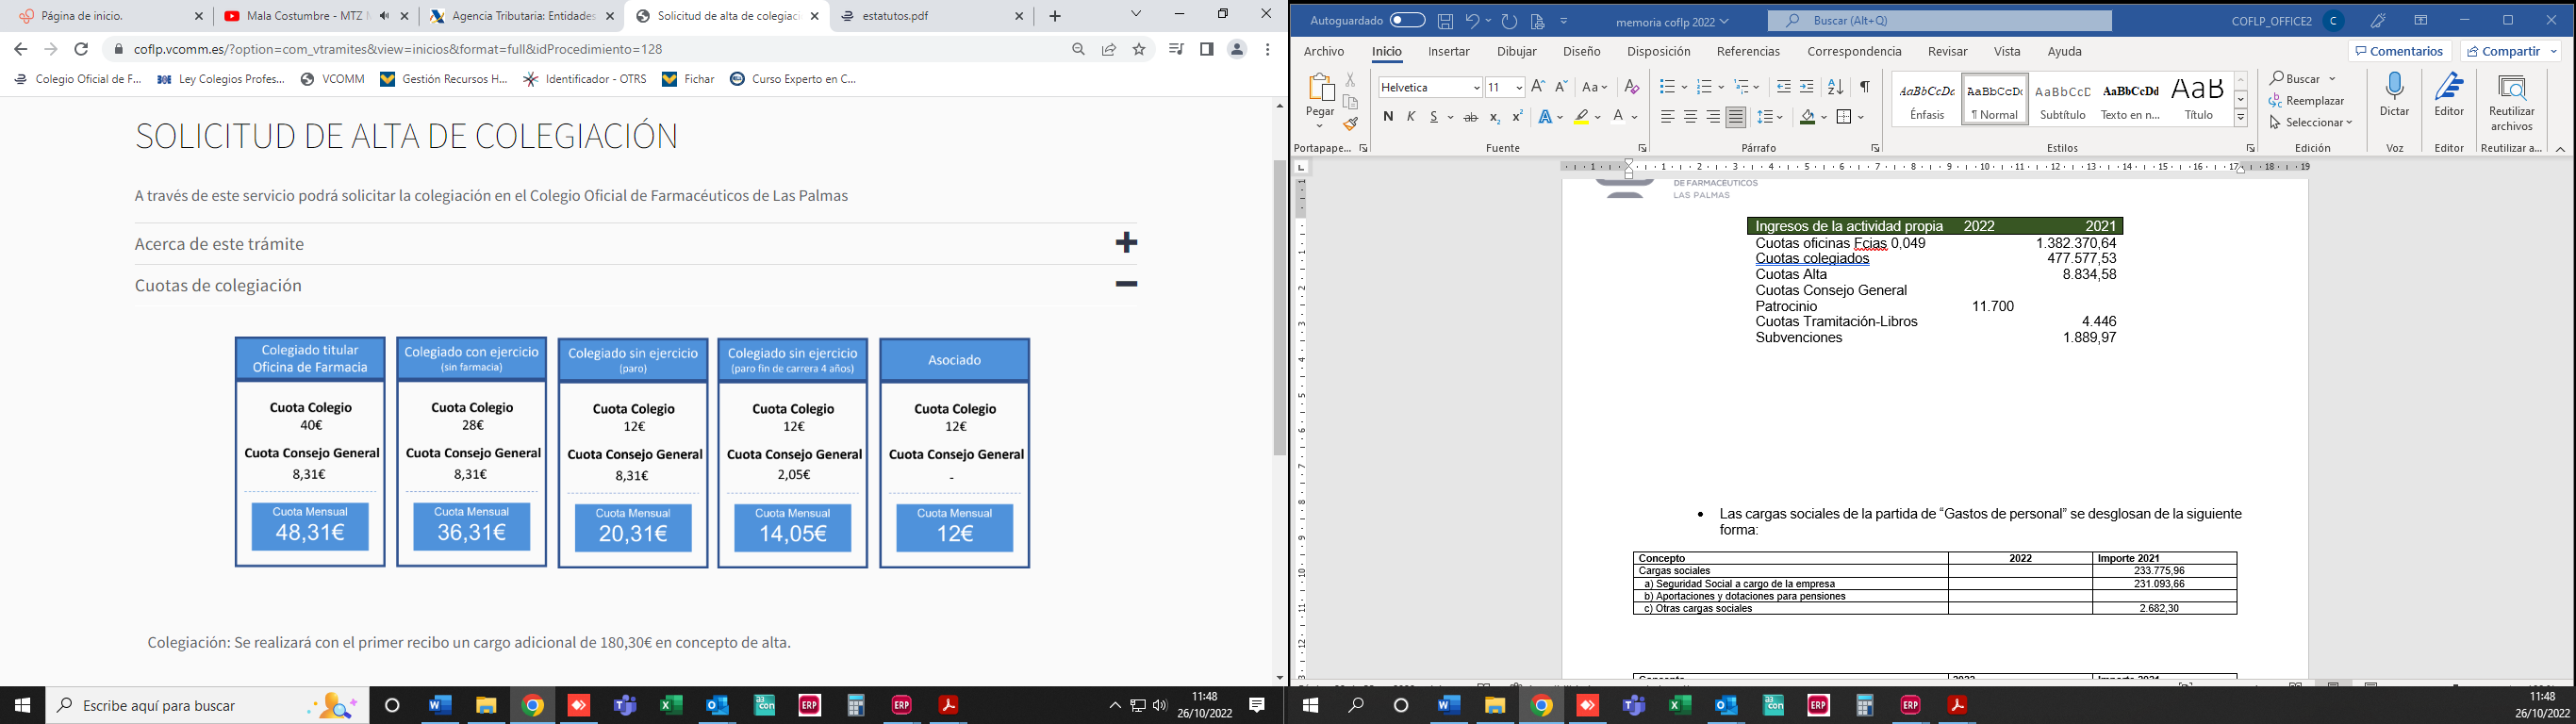 Página de inicio.
Mala Costumbre - MTZ
Agencia Tributaria: Entidades
Solicitud de alta de colegiaci
estatutos.pdf
coflp.vcomm.es/?option=com_vtramites&view=inicios&format=full&idProcedimiento=128
Colegio Oficial de F...
Ley Colegios Profes...
VCOMM
Gestión Recursos H...
Identificador - OTRS
Fichar
Curso Experto en C...
SOLICITUD DE ALTA DE COLEGIACIÓN
A través de este servicio podrá solicitar la colegiación en el Colegio Oficial de Farmacéuticos de Las Palmas
Acerca de este trámite
Cuotas de colegiación
Colegiado titular
Oficina de Farmacia
Cuota Colegio
40€
Cuota Consejo General
8,31€
Cuota Mensual
48,31€
Colegiado con ejercicio
(sin farmacia)
Cuota Colegio
28€
Cuota Consejo General
8,31€
Cuota Mensual
36,31€
Colegiado sin ejercicio
(paro)
Cuota Colegio
12€
Cuota Consejo General
8,31€
Cuota Mensual
20,31€
Colegiado sin ejercicio
(paro fin de carrera 4 años)
Cuota Colegio
12€
Cuota Consejo General
2,05€
Cuota Mensual
14,05€
Asociado
Cuota Colegio
12€
Cuota Consejo General
-
Cuota Mensual
12€
Colegiación: Se realizará con el primer recibo un cargo adicional de 180,30€ en concepto de alta.
Escribe aquí para buscar
11:48
26/10/2022
Autoguardado
memoria coflp 2022
Buscar (Alt+Q)
COFLP_OFFICE2
C
Archivo Inicio Insertar Dibujar Diseño Disposición Referencias Correspondencia Revisar Vista Ayuda
Comentarios
Compartir
Pegar
Helvetica
11
N K S ab x₂ x²
AaBbCcDc
Énfasis
AaBbCcDc
¶ Normal
AaBbCcD
Subtítulo
AaBbCcDd
Texto en n...
AaB
Título
Buscar
Reemplazar
Seleccionar
Dictar
Editor
Reutilizar
archivos
Portapape...
Fuente
Párrafo
Estilos
Edición
Voz
Editor
Reutilizar a...
DE FARMACÉUTICOS
LAS PALMAS
Ingresos de la actividad propia 2022 2021
Cuotas oficinas Fcias 0,049 1.382.370,64
Cuotas colegiados 477.577,53
Cuotas Alta 8.834,58
Cuotas Consejo General
Patrocinio 11.700
Cuotas Tramitación-Libros 4.446
Subvenciones 1.889,97
• Las cargas sociales de la partida de “Gastos de personal” se desglosan de la siguiente
forma:
Concepto 2022 Importe 2021
Cargas sociales 233.775,96
a) Seguridad Social a cargo de la empresa 231.093,66
b) Aportaciones y dotaciones para pensiones
c) Otras cargas sociales 2.682,30
Concepto 2022 Importe 2021
11:48
26/10/2022